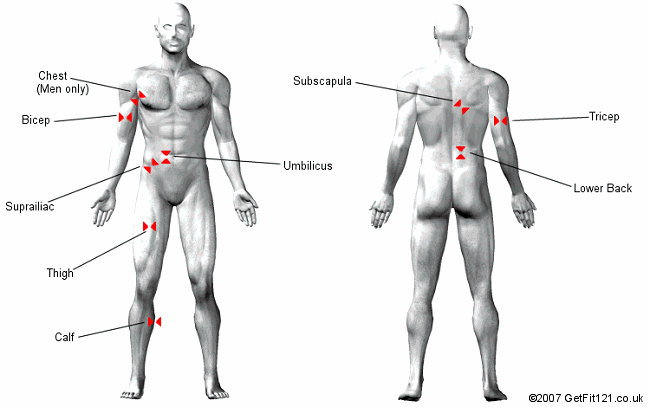 Chest
(Men only)
Bicep
Umbilicus
Suprailiac
Thigh
Calf
Subscapula
Tricep
Lower Back
©2007 GetFit121.co.uk